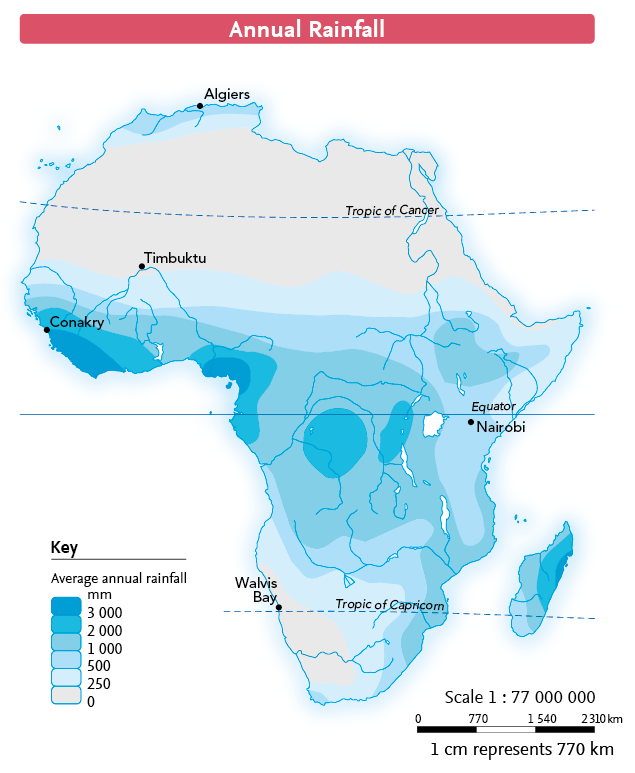 Annual Rainfall
Algiers
Tropic of Cancer
Timbuktu
Conakry
Equator
Nairobi
Key
Average annual rainfall
mm
3 000
2 000
1 000
500
250
0
Walvis
Bay
Tropic of Capricorn
Scale 1 : 77 000 000
0 770 1 540 2310 km
1 cm represents 770 km